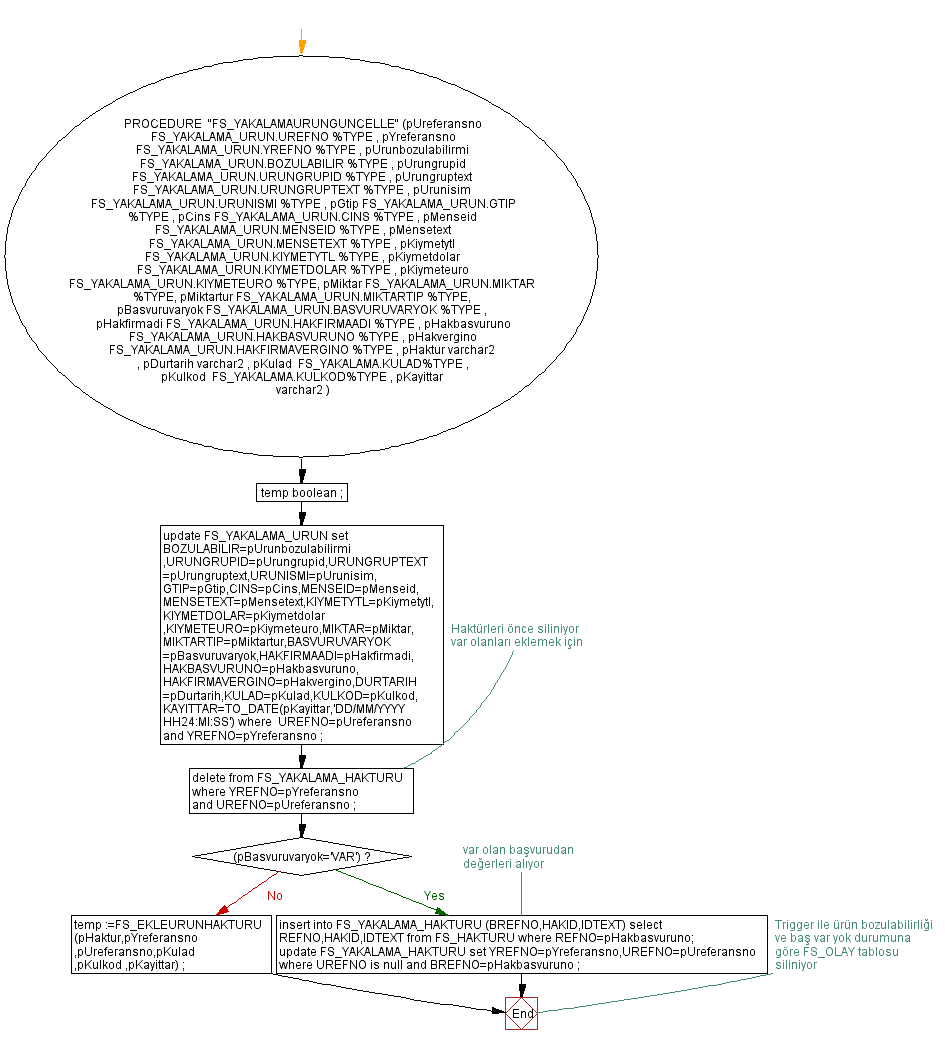 PROCEDURE "FS_YAKALAMAURUNGUNCELLE" (pUreferansno
FS_YAKALAMA_URUN.UREFNO %TYPE , pYreferansno
FS_YAKALAMA_URUN.YREFNO %TYPE , pUrunbozulabilirmi
FS_YAKALAMA_URUN.BOZULABILIR %TYPE , pUrungrupid
FS_YAKALAMA_URUN.URUNGRUPID %TYPE , pUrungruptext
FS_YAKALAMA_URUN.URUNGRUPTEXT %TYPE , pUrunisim
FS_YAKALAMA_URUN.URUNISMI %TYPE , pGtip FS_YAKALAMA_URUN.GTIP
%TYPE , pCins FS_YAKALAMA_URUN.CINS %TYPE , pMenseid
FS_YAKALAMA_URUN.MENSEID %TYPE , pMensetext
FS_YAKALAMA_URUN.MENSETEXT %TYPE , pKiymetytl
FS_YAKALAMA_URUN.KIYMETYTL %TYPE , pKiymetdolar
FS_YAKALAMA_URUN.KIYMETDOLAR %TYPE , pKiymeteuro
FS_YAKALAMA_URUN.KIYMETEURO %TYPE, pMiktar FS_YAKALAMA_URUN.MIKTAR
%TYPE, pMiktartur FS_YAKALAMA_URUN.MIKTARTIP %TYPE,
pBasvuruvaryok FS_YAKALAMA_URUN.BASVURUVARYOK %TYPE ,
pHakfirmadi FS_YAKALAMA_URUN.HAKFIRMAADI %TYPE , pHakbasvuruno
FS_YAKALAMA_URUN.HAKBASVURUNO %TYPE , pHakvergino
FS_YAKALAMA_URUN.HAKFIRMAVERGINO %TYPE , pHaktur varchar2
, pDurtarih varchar2 , pKulad FS_YAKALAMA.KULAD%TYPE ,
pKulkod FS_YAKALAMA.KULKOD%TYPE , pKayittar
varchar2 )
temp boolean ;
update FS_YAKALAMA_URUN set
BOZULABILIR=pUrunbozulabilirmi
,URUNGRUPID=pUrungrupid,URUNGRUPTEXT
=pUrungruptext,URUNISMI=pUrunisim,
GTIP=pGtip,CINS=pCins,MENSEID=pMenseid,
MENSETEXT=pMensetext,KIYMETYTL=pKiymetytl,
KIYMETDOLAR=pKiymetdolar
,KIYMETEURO=pKiymeteuro,MIKTAR=pMiktar,
MIKTARTIP=pMiktartur,BASVURUVARYOK
=pBasvuruvaryok,HAKFIRMAADI=pHakfirmadi,
HAKBASVURUNO=pHakbasvuruno,
HAKFIRMAVERGINO=pHakvergino,DURTARIH
=pDurtarih,KULAD=pKulad,KULKOD=pKulkod,
KAYITTAR=TO_DATE(pKayittar,'DD/MM/YYYY
HH24:MI:SS') where UREFNO=pUreferansno
and YREFNO=pYreferansno ;
Haktürleri önce siliniyor
var olanları eklemek için
delete from FS_YAKALAMA_HAKTURU
where YREFNO=pYreferansno
and UREFNO=pUreferansno ;
(pBasvuruvaryok='VAR') ?
var olan başvurudan
değerleri alıyor
No
Yes
temp :=FS_EKLEURUNHAKTURU
(pHaktur,pYreferansno
,pUreferansno,pKulad
,pKulkod ,pKayittar) ;
insert into FS_YAKALAMA_HAKTURU (BREFNO,HAKID,IDTEXT) select
REFNO,HAKID,IDTEXT from FS_HAKTURU where REFNO=pHakbasvuruno;
update FS_YAKALAMA_HAKTURU set YREFNO=pYreferansno,UREFNO=pUreferansno
where UREFNO is null and BREFNO=pHakbasvuruno ;
Trigger ile ürün bozulabilirliği
ve baş var yok durumuna
göre FS_OLAY tablosu
siliniyor
End